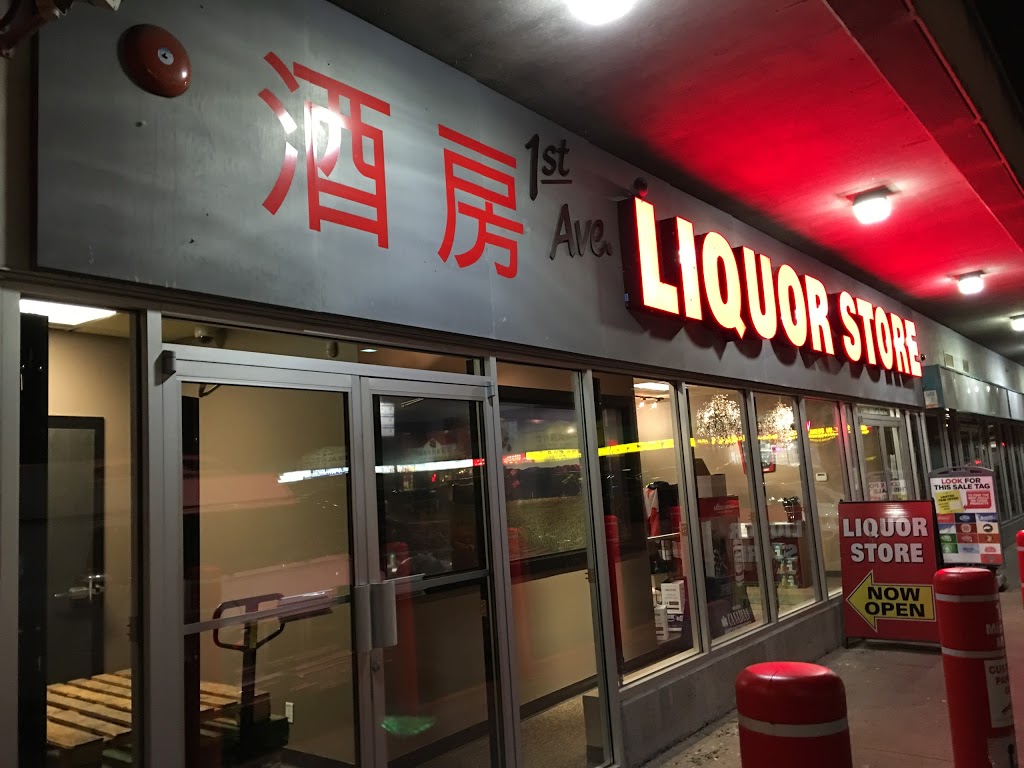 酒房
1st
Ave.
LIQUOR STORE
LOOK FOR
THIS SALE TAG
LIQUOR
STORE
NOW
OPEN